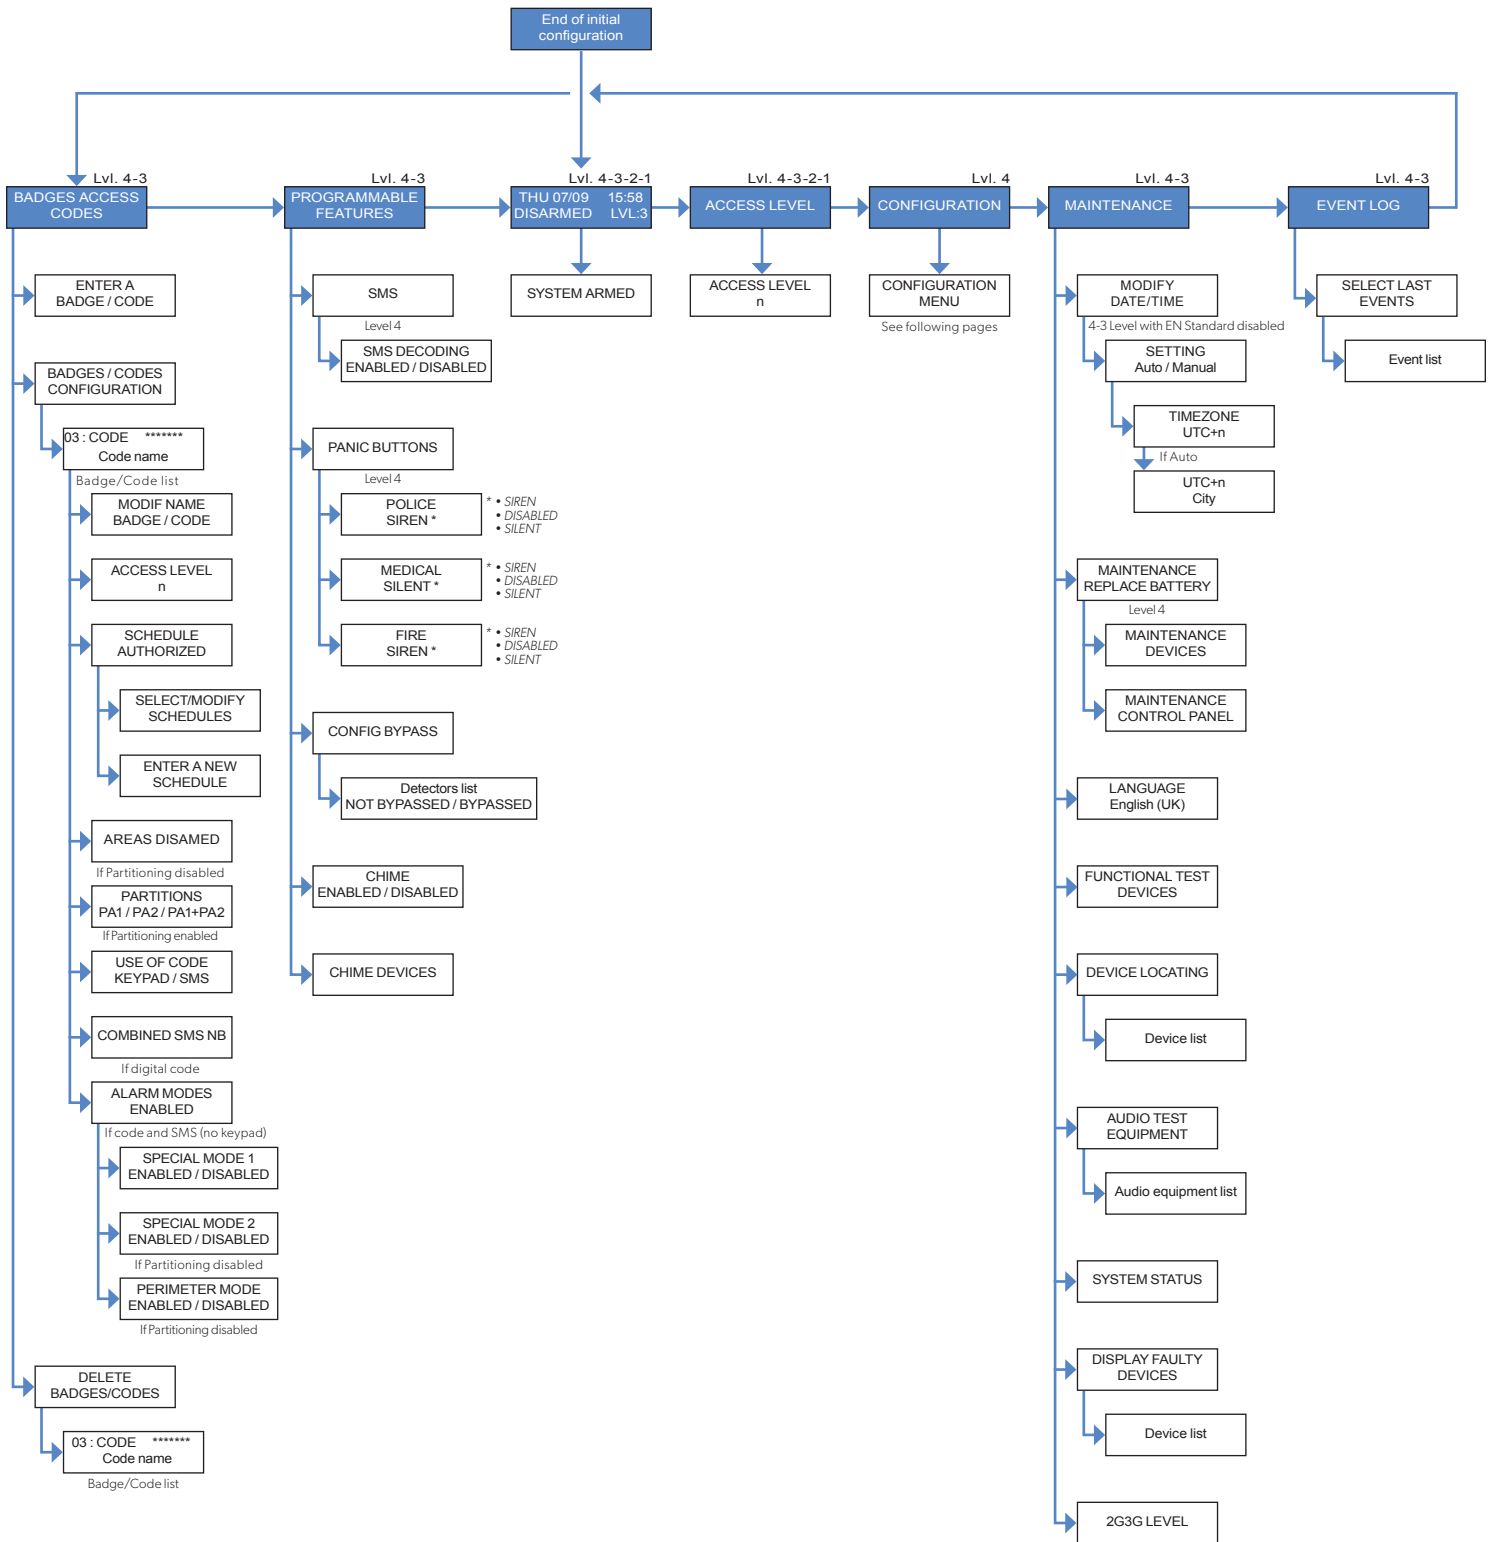 End of initial
configuration
Lvl. 4-3
BADGES ACCESS
CODES
ENTER A
BADGE / CODE
BADGES / CODES
CONFIGURATION
03 : CODE *******
Code name
Badge/Code list
MODIF NAME
BADGE / CODE
ACCESS LEVEL
n
SCHEDULE
AUTHORIZED
SELECT/MODIFY
SCHEDULES
ENTER A NEW
SCHEDULE
AREAS DISAMED
If Partitioning disabled
PARTITIONS
PA1 / PA2 / PA1+PA2
If Partitioning enabled
USE OF CODE
KEYPAD / SMS
COMBINED SMS NB
If digital code
ALARM MODES
ENABLED
If code and SMS (no keypad)
SPECIAL MODE 1
ENABLED / DISABLED
SPECIAL MODE 2
ENABLED / DISABLED
If Partitioning disabled
PERIMETER MODE
ENABLED / DISABLED
If Partitioning disabled
DELETE
BADGES/CODES
03 : CODE *******
Code name
Badge/Code list
Lvl. 4-3
PROGRAMMABLE
FEATURES
SMS
Level 4
SMS DECODING
ENABLED / DISABLED
PANIC BUTTONS
Level 4
POLICE
SIREN *
* • SIREN
• DISABLED
• SILENT
MEDICAL
SILENT *
* • SIREN
• DISABLED
• SILENT
FIRE
SIREN *
* • SIREN
• DISABLED
• SILENT
CONFIG BYPASS
Detectors list
NOT BYPASSED / BYPASSED
CHIME
ENABLED / DISABLED
CHIME DEVICES
Lvl. 4-3-2-1
THU 07/09 15:58
DISARMED LVL:3
SYSTEM ARMED
Lvl. 4-3-2-1
ACCESS LEVEL
ACCESS LEVEL
n
Lvl. 4
CONFIGURATION
CONFIGURATION
MENU
See following pages
Lvl. 4-3
MAINTENANCE
MODIFY
DATE/TIME
4-3 Level with EN Standard disabled
SETTING
Auto / Manual
TIMEZONE
UTC+n
If Auto
UTC+n
City
MAINTENANCE
REPLACE BATTERY
Level 4
MAINTENANCE
DEVICES
MAINTENANCE
CONTROL PANEL
LANGUAGE
English (UK)
FUNCTIONAL TEST
DEVICES
DEVICE LOCATING
Device list
AUDIO TEST
EQUIPMENT
Audio equipment list
SYSTEM STATUS
DISPLAY FAULTY
DEVICES
Device list
2G3G LEVEL
Lvl. 4-3
EVENT LOG
SELECT LAST
EVENTS
Event list